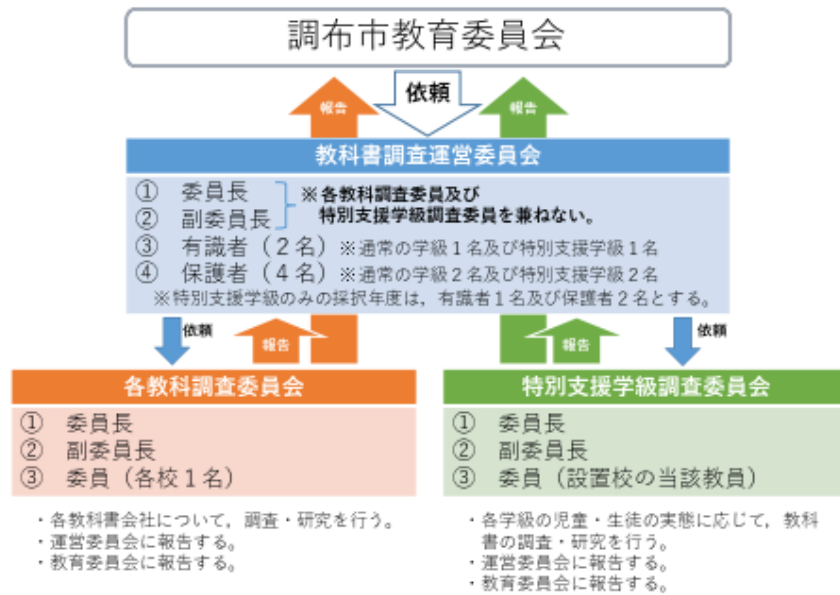 調布市教育委員会
報告
依頼
報告
教科書調査運営委員会
① 委員長
② 副委員長
※各教科調査委員及び
特別支援学級調査委員を兼ねない。
③ 有識者（2名）※通常の学級1名及び特別支援学級1名
④ 保護者（4名）※通常の学級2名及び特別支援学級2名
※特別支援学級のみの採択年度は，有識者1名及び保護者2名とする。
依頼
報告
報告
依頼
各教科調査委員会
① 委員長
② 副委員長
③ 委員（各校1名）
・各教科書会社について，調査・研究を行う。
・運営委員会に報告する。
・教育委員会に報告する。
特別支援学級調査委員会
① 委員長
② 副委員長
③ 委員（設置校の当該教員）
・各学級の児童・生徒の実態に応じて，教科
書の調査・研究を行う。
・運営委員会に報告する。
・教育委員会に報告する。